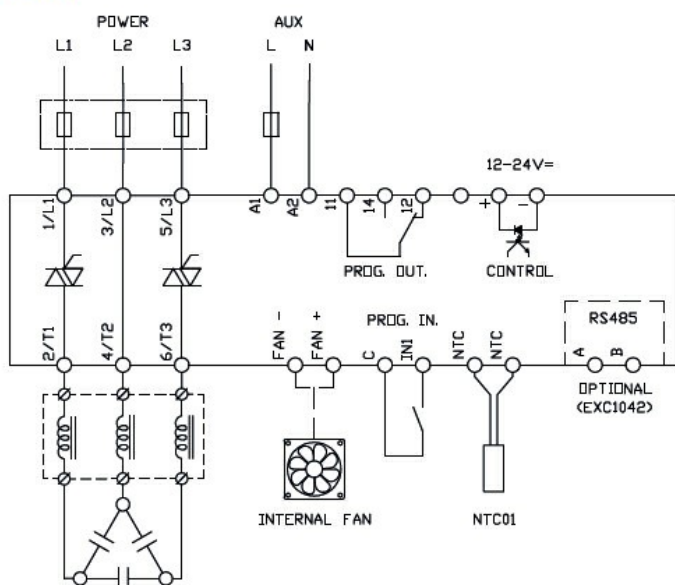 POWER AUX
L1 L2 L3 L N
12-24V=
1/L1 3/L2 5/L3 A1 A2 11 14 12 + -
PROG. OUT. CONTROL
PROG. IN. RS485
2/T1 4/T2 6/T3 FAN - FAN + C IN1 NTC NTC A B
OPTIONAL
(EXC1042)
INTERNAL FAN NTC01